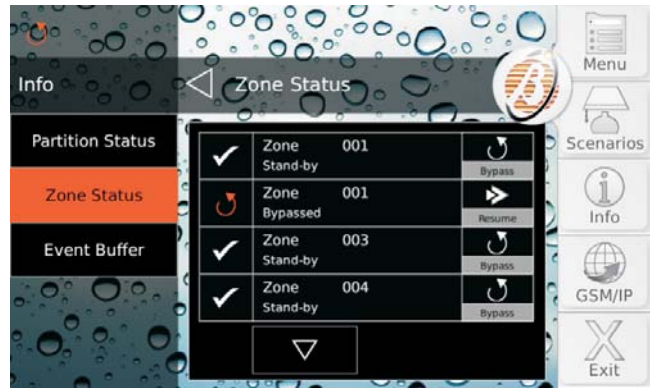 Info
Zone Status
Partition Status
Zone Status
Event Buffer
Zone 001
Stand-by
Bypass
Zone 001
Bypassed
Resume
Zone 003
Stand-by
Bypass
Zone 004
Stand-by
Bypass
Menu
Scenarios
Info
GSM/IP
Exit